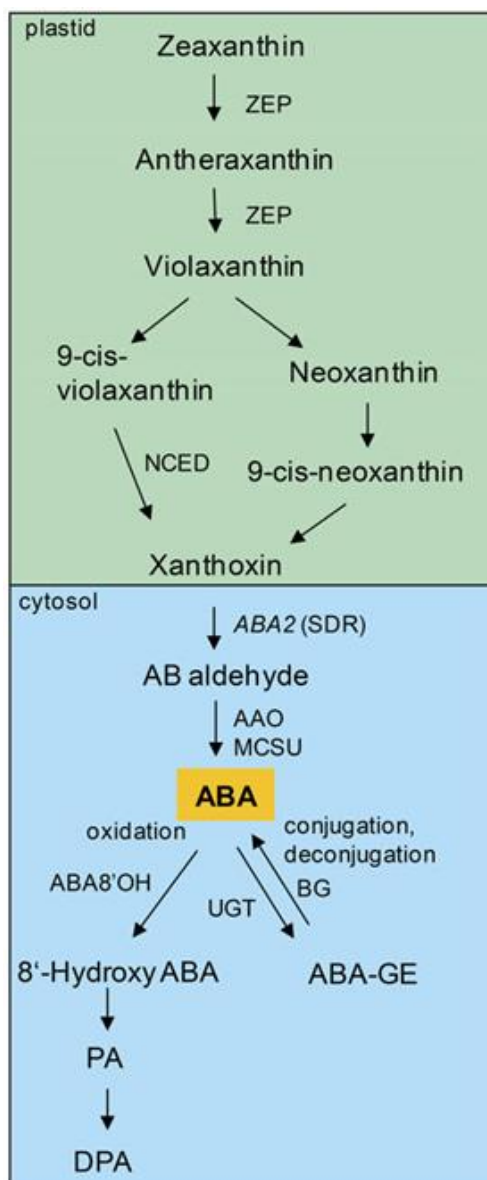 plastid
Zeaxanthin
ZEP
Antheraxanthin
ZEP
Violaxanthin
9-cis-
violaxanthin
Neoxanthin
NCED
9-cis-neoxanthin
Xanthoxin
cytosol
ABA2 (SDR)
AB aldehyde
AAO
MCSU
ABA
oxidation
conjugation,
deconjugation
ABA8’OH
UGT
BG
8‘-Hydroxy ABA
ABA-GE
PA
DPA